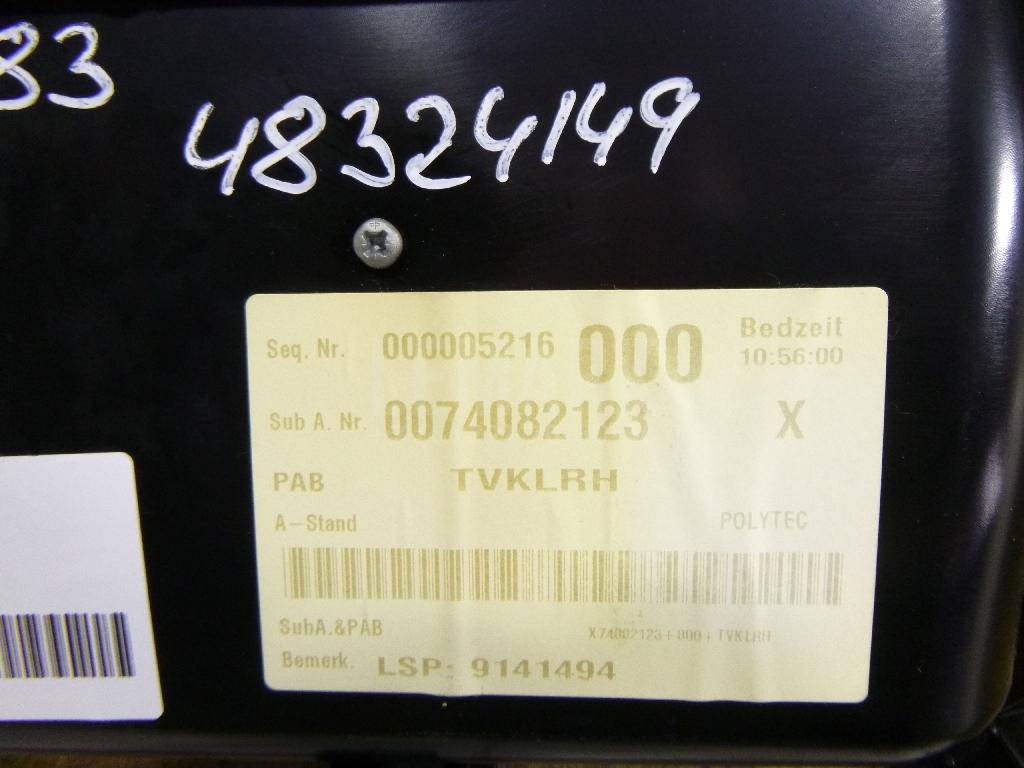 83
48324149
Seq. Nr. 000005216 000 Bedzeit
10:56:00
Sub A. Nr. 0074082123 X
PAB TVKLRH
A-Stand POLYTEC
SubA.&PAB X74082123+000+TVKLRH
Bemerk. LSP: 9141494